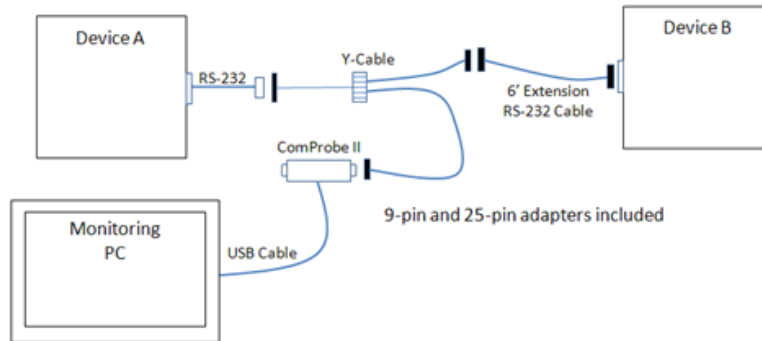 Device A
Device B
Y-Cable
RS-232
6' Extension
RS-232 Cable
ComProbe II
9-pin and 25-pin adapters included
Monitoring
PC
USB Cable